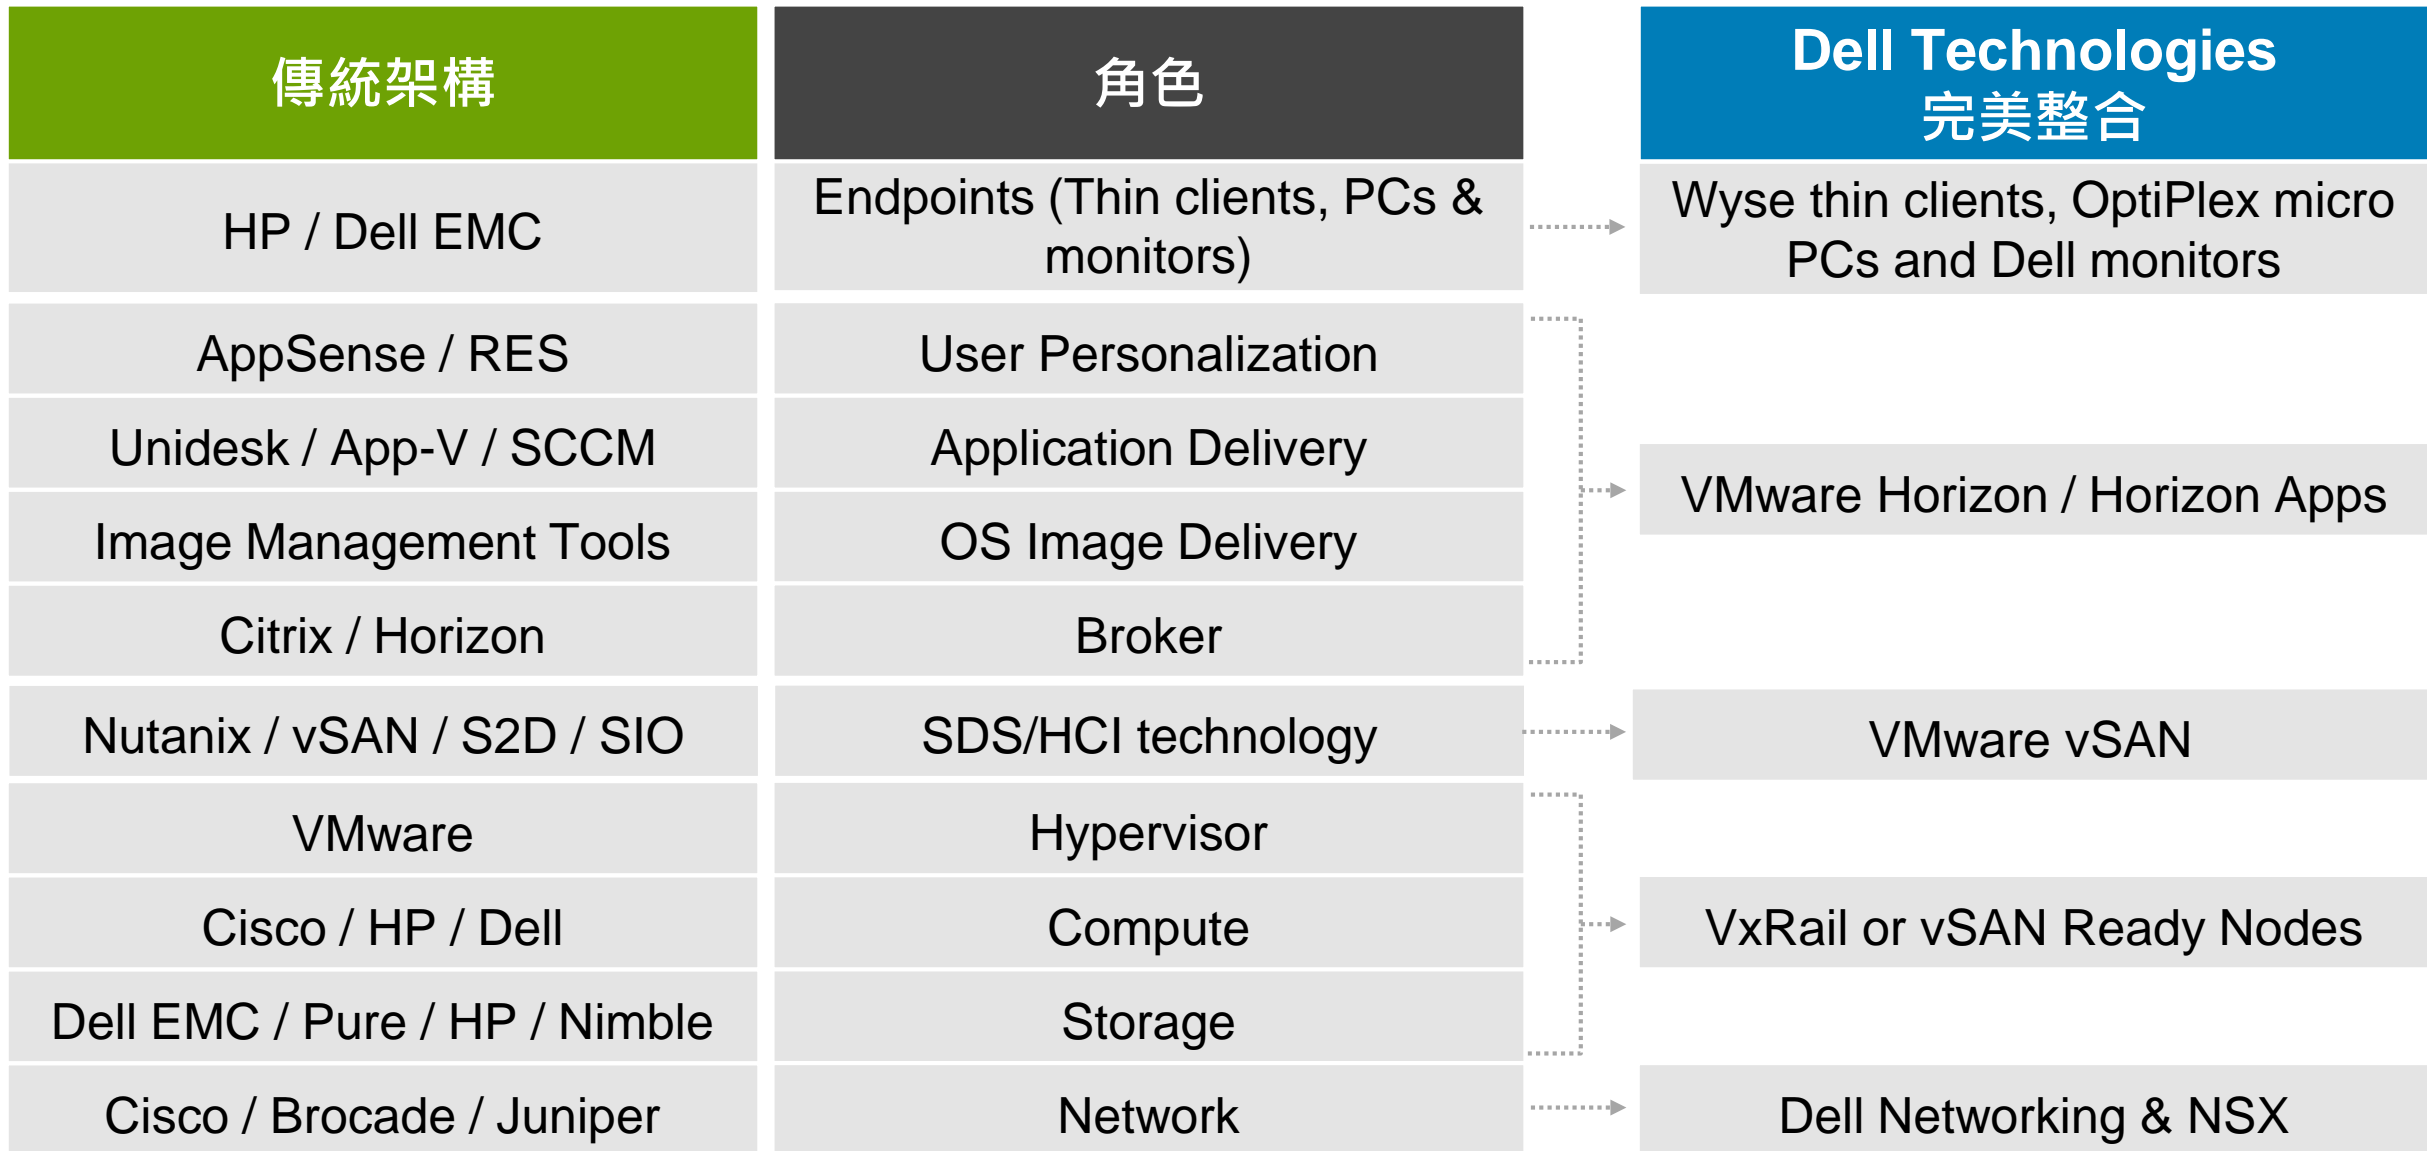 傳統架構
角色
Dell Technologies
完美整合
HP / Dell EMC
Endpoints (Thin clients, PCs &
monitors)
Wyse thin clients, OptiPlex micro
PCs and Dell monitors
AppSense / RES
User Personalization
Unidesk / App-V / SCCM
Application Delivery
VMware Horizon / Horizon Apps
Image Management Tools
OS Image Delivery
Citrix / Horizon
Broker
Nutanix / vSAN / S2D / SIO
SDS/HCI technology
VMware vSAN
VMware
Hypervisor
Cisco / HP / Dell
Compute
VxRail or vSAN Ready Nodes
Dell EMC / Pure / HP / Nimble
Storage
Cisco / Brocade / Juniper
Network
Dell Networking & NSX